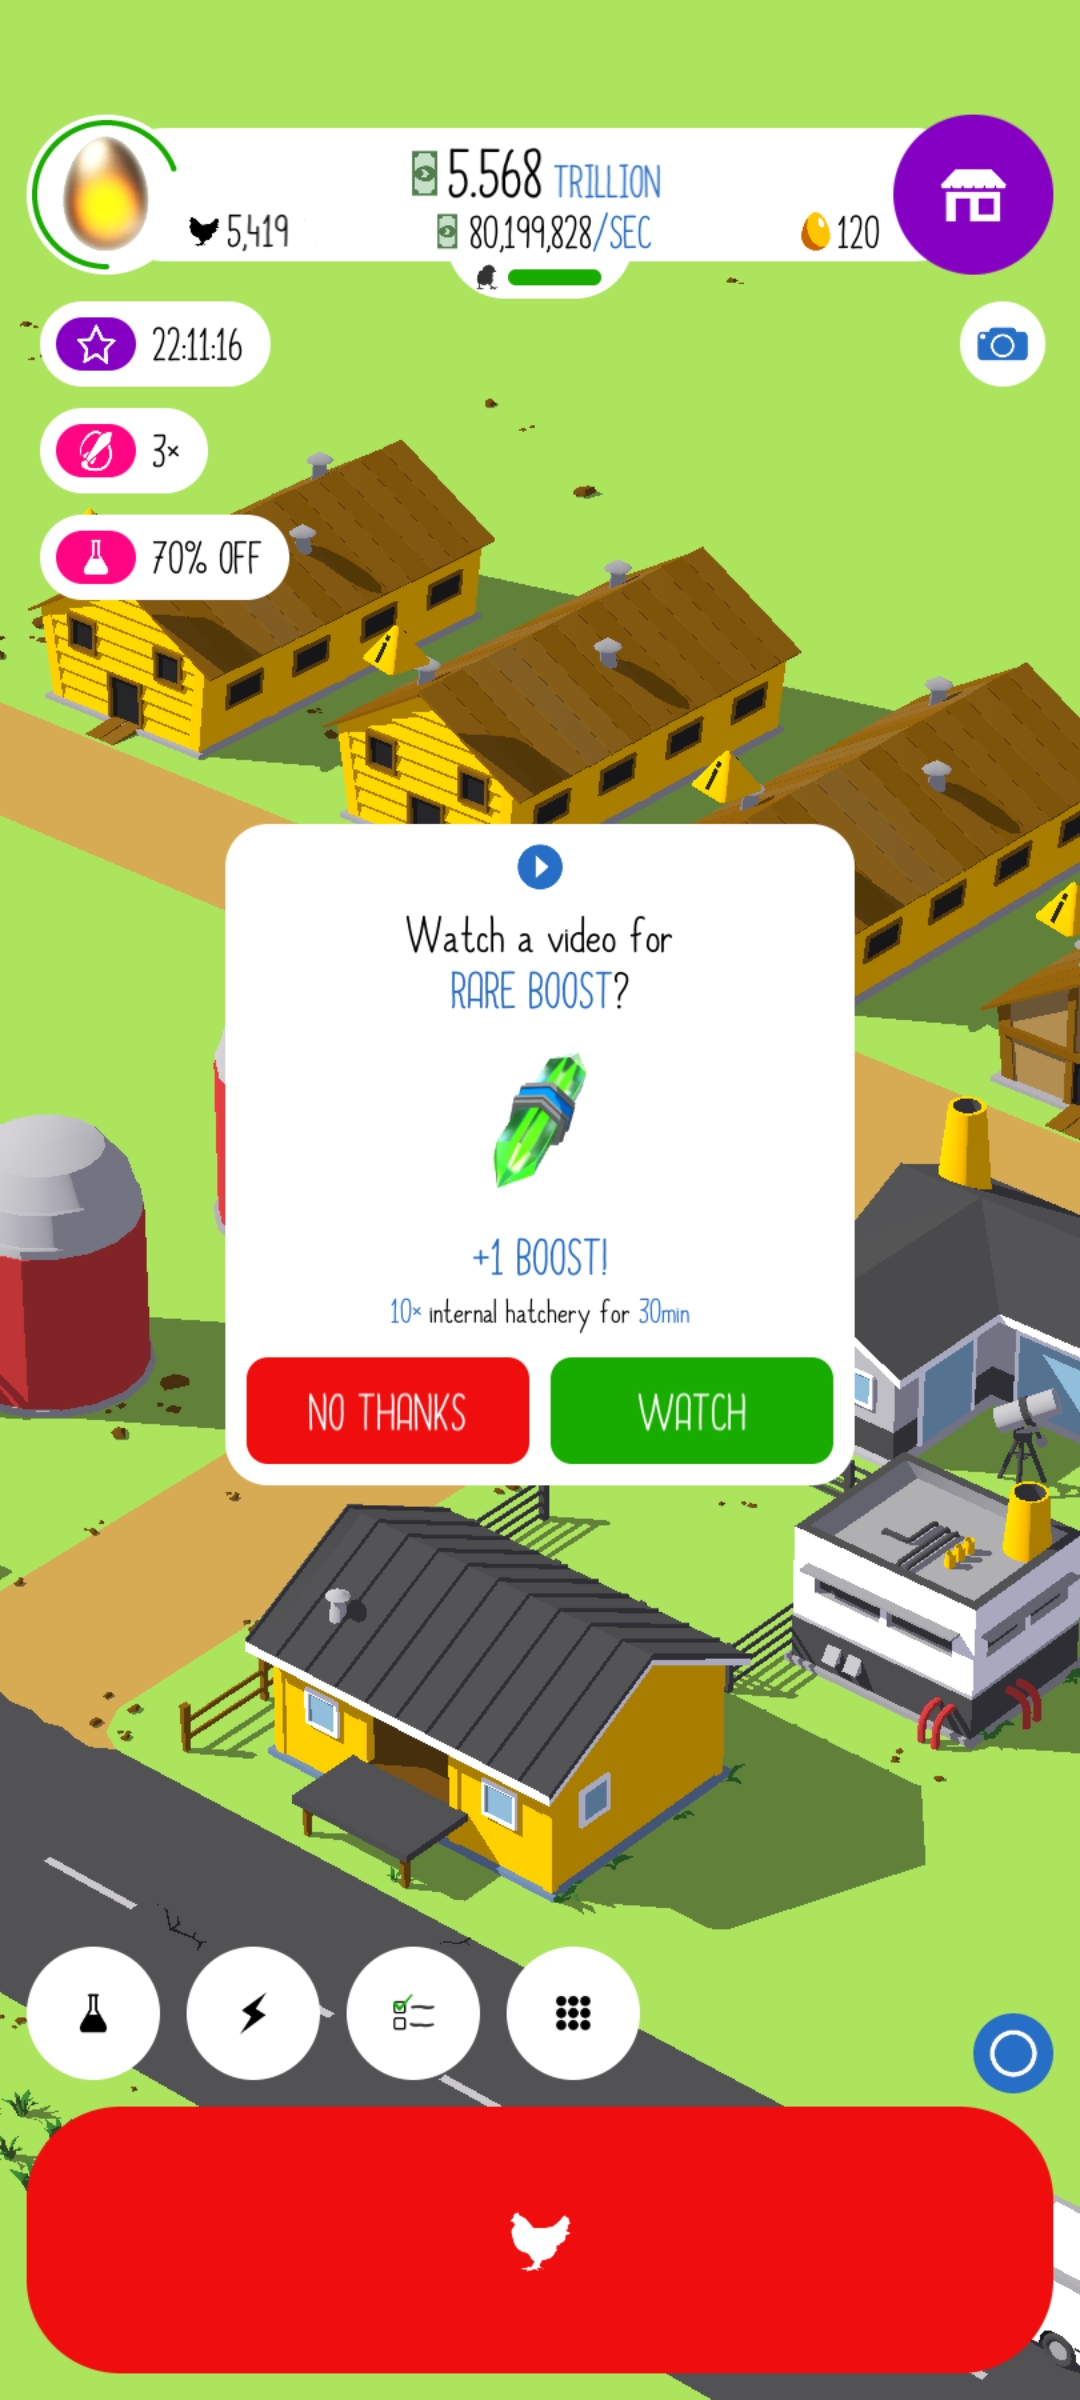 5.568 TRILLION
5,419
80,199,828/SEC
120
22:11:16
3×
70% OFF
Watch a video for
RARE BOOST?
+1 BOOST!
10× internal hatchery for 30min
NO THANKS
WATCH